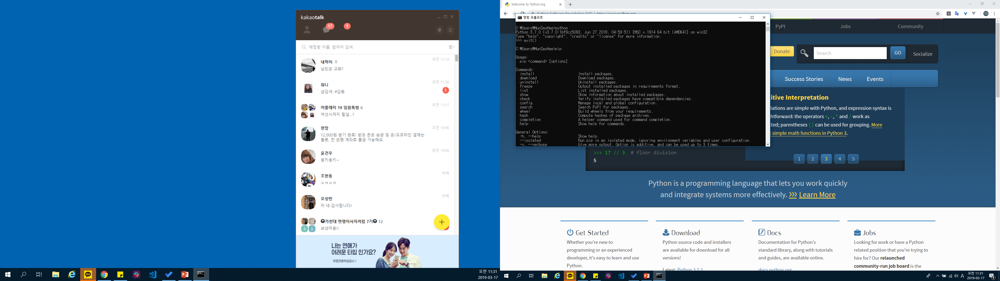 kakaotalk
17
1
채팅방 이름, 참여자 검색
내혁이
오전 11:12
남진은 교회?
워니
오전 11:30
샵검색: #감동
5
어플레이 19 임원톡방 6
오전 11:17
여섯시까지 할걸...?
현암
오전 10:56
12,000원 받기 완료! 받은 돈은 송금 및 온/오프라인 결제는
물론, 전 은행 계좌로 출금 가능해요.
윤건우
오전 10:56
옹키옹키~
조현동
어제
ㅇㅋㅇㅋ
오성빈
어제
아 네 감사합니다!
가천대 멋쟁이사자처럼 7기 12
보냈어용!!
나는 연애가
어려운 타입 인가요?
무료연애적성검사 >
TALK
오전 11:31
2019-03-17
Welcome to Python.org
Python Software Foundation [US] | https://www.python.org
TO
명령 프롬프트
C:₩Users₩MunSeoHee>python
Python 3.7.0 (v3.7.0:1bf9cc5093, Jun 27 2018, 04:59:51) [MSC v.1914 64 bit (AMD64)] on win32
Type "help", "copyright", "credits" or "license" for more information.
>>> exit()
C:₩Users₩MunSeoHee>pip
Usage:
pip <command> [options]
Commands:
install Install packages.
download Download packages.
uninstall Uninstall packages.
freeze Output installed packages in requirements format.
list List installed packages.
show Show information about installed packages.
check Verify installed packages have compatible dependencies.
config Manage local and global configuration.
search Search PyPI for packages.
wheel Build wheels from your requirements.
hash Compute hashes of package archives.
completion A helper command used for command completion.
help Show help for commands.
General Options:
-h, --help Show help.
--isolated Run pip in an isolated mode, ignoring environment variables and user configuration.
-v, --verbose Give more output. Option is additive, and can be used up to 3 times.
PyPI
Jobs
Community
Donate
Search
GO
Socialize
Success Stories
News
Events
itive Interpretation
lations are simple with Python, and expression syntax is
htforward: the operators +, -, * and / work as
cted; parentheses () can be used for grouping. More
t simple math functions in Python 3.
>>> 17 // 3 # floor division
5
1 2 3 4 5
Python is a programming language that lets you work quickly
and integrate systems more effectively. >>> Learn More
Get Started
Whether you're new to
programming or an experienced
developer, it's easy to learn and use
Python.
Download
Python source code and installers
are available for download for all
versions!
Latest: Python 3.7.2
Docs
Documentation for Python's
standard library, along with tutorials
and guides, are available online.
docs.python.org
Jobs
Looking for work or have a Python
related position that you're trying to
hire for? Our relaunched
community-run job board is the
TALK
A
오전 11:31
2019-03-17